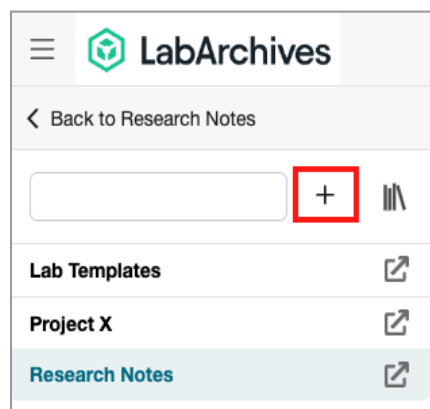 LabArchives
Back to Research Notes
Lab Templates
Project X
Research Notes